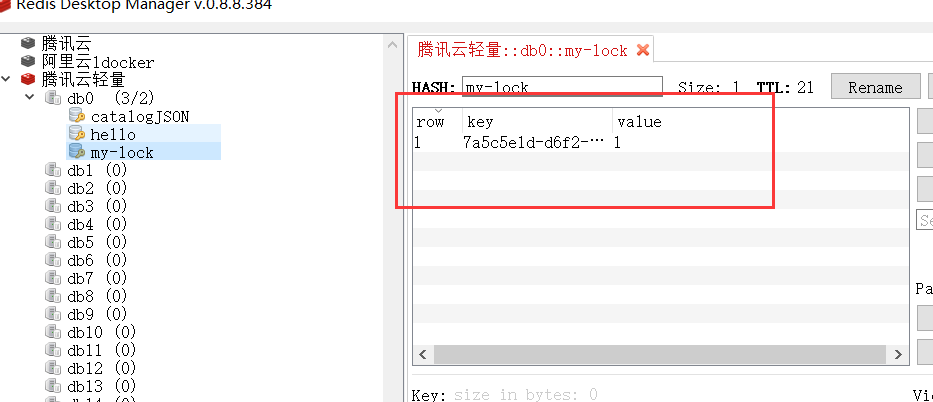 Redis Desktop Manager v.0.8.8.384
腾讯云
阿里云1docker
腾讯云轻量
db0 (3/2)
catalogJSON
hello
my-lock
db1 (0)
db2 (0)
db3 (0)
db4 (0)
db5 (0)
db6 (0)
db7 (0)
db8 (0)
db9 (0)
db10 (0)
db11 (0)
db12 (0)
db13 (0)
腾讯云轻量::db0::my-lock
HASH: my-lock Size: 1 TTL: 21 Rename
row key value
1 7a5c5e1d-d6f2-… 1
Se
Pa
Key: size in bytes: 0
Vi